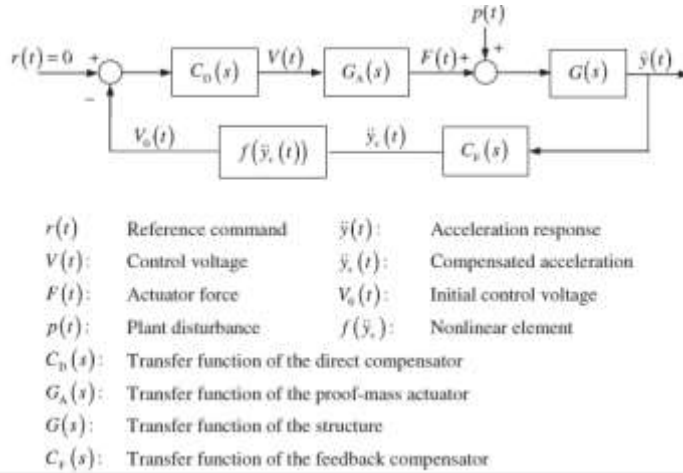 p(t)
r(t)=0 + C_D(s) V(t) G_A(s) F(t) + + G(s) ÿ(t)
−
V_0(t) f(ÿ_c(t)) ÿ_c(t) C_F(s)
r(t) Reference command ÿ(t): Acceleration response
V(t): Control voltage ÿ_c(t): Compensated acceleration
F(t): Actuator force V_0(t): Initial control voltage
p(t): Plant disturbance f(ÿ_c): Nonlinear element
C_D(s): Transfer function of the direct compensator
G_A(s): Transfer function of the proof-mass actuator
G(s): Transfer function of the structure
C_F(s): Transfer function of the feedback compensator